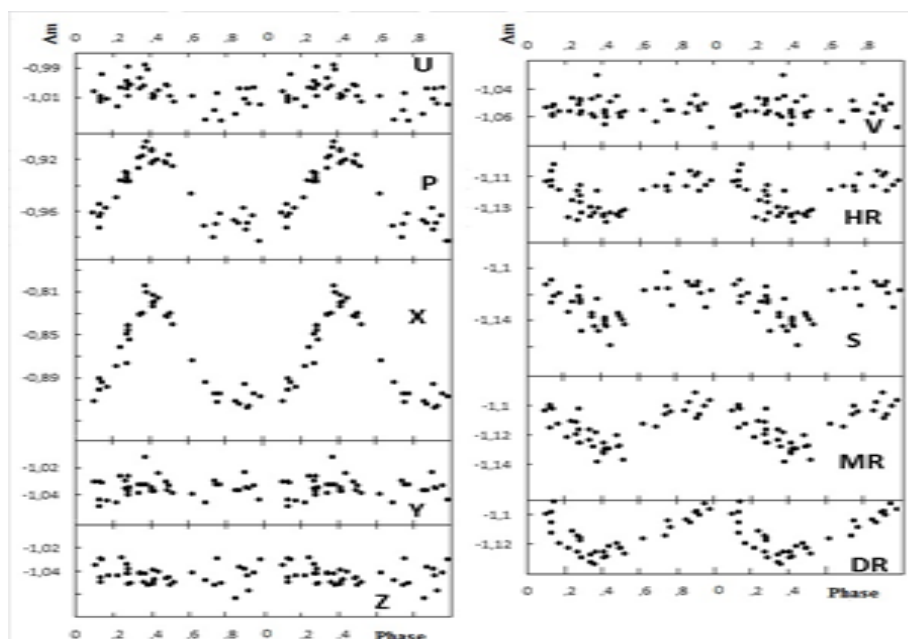 Δm
0 .2 .4 .6 .8 0 .2 .4 .6 .8
U
-0,99
-1,01
P
-0,92
-0,96
X
-0,81
-0,85
-0,89
Y
-1,02
-1,04
Z
-1,02
-1,04
0 .2 .4 .6 .8 0 .2 .4
Phase
Δm
0 .2 .4 .6 .8 0 .2 .4 .6 .8
V
-1,04
-1,06
HR
-1,11
-1,13
S
-1,1
-1,14
MR
-1,1
-1,12
-1,14
DR
-1,1
-1,12
0 .2 .4 .6 .8 0 .2 .4 Phase